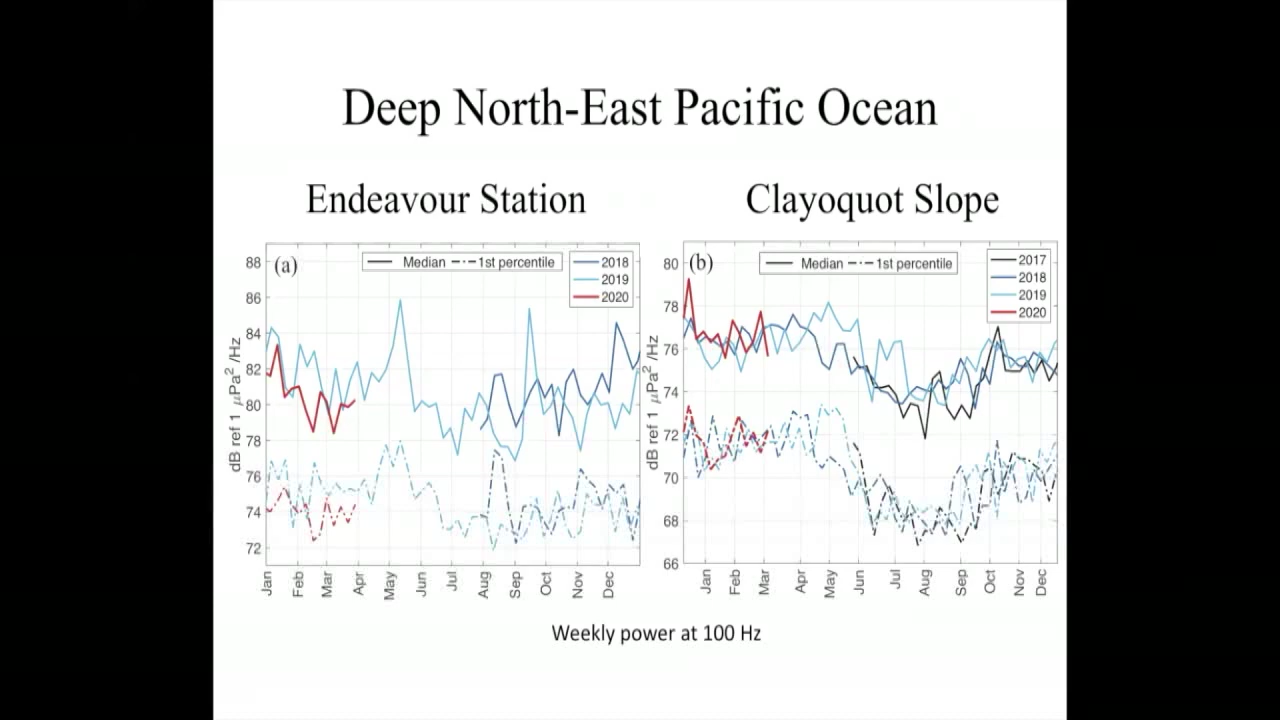 Deep North-East Pacific Ocean
Endeavour Station
Clayoquot Slope
(a)
Median 1st percentile
2018
2019
2020
dB ref 1 μPa² /Hz
88
86
84
82
80
78
76
74
72
Jan Feb Mar Apr May Jun Jul Aug Sep Oct Nov Dec
(b)
Median 1st percentile
2017
2018
2019
2020
dB ref 1 μPa² /Hz
80
78
76
74
72
70
68
66
Jan Feb Mar Apr May Jun Jul Aug Sep Oct Nov Dec
Weekly power at 100 Hz